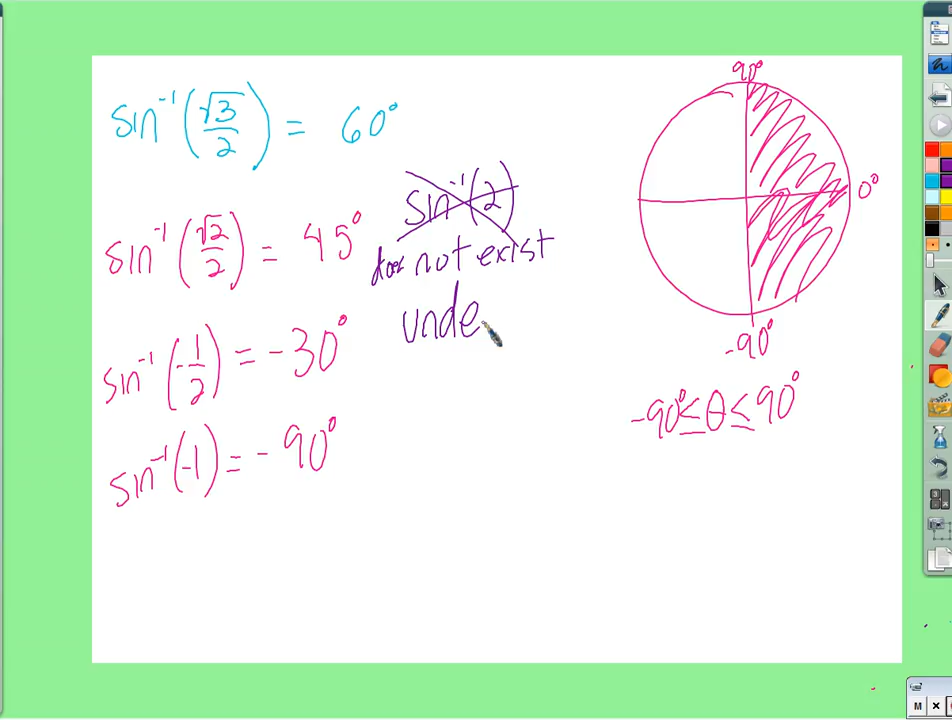 sin⁻¹(√3/2) = 60°
sin⁻¹(√2/2) = 45°
sin⁻¹(-1/2) = -30°
sin⁻¹(-1) = -90°
sin⁻¹(2)
does not exist
unde
90°
0°
-90°
-90° ≤ θ ≤ 90°
M